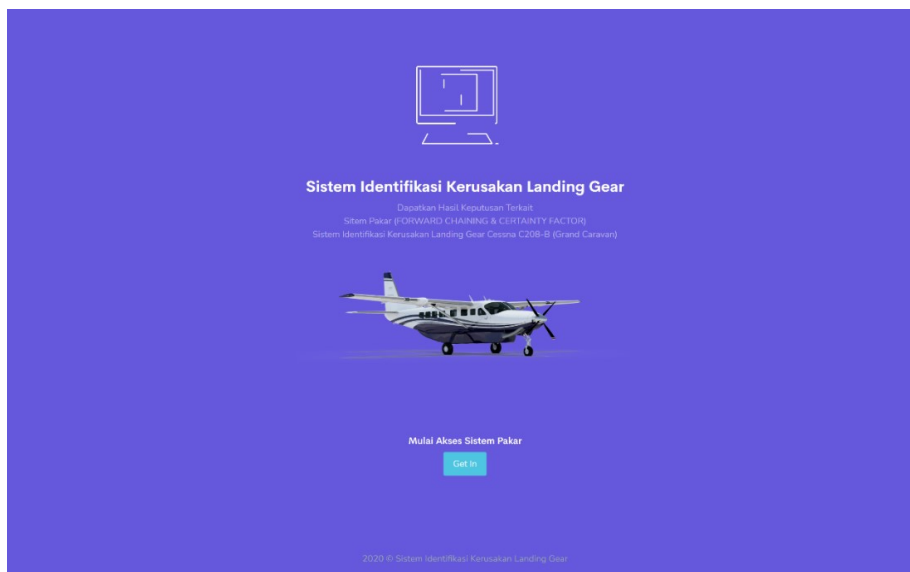 Sistem Identifikasi Kerusakan Landing Gear
Dapatkan Hasil Keputusan Terkait
Sitem Pakar (FORWARD CHAINING & CERTAINTY FACTOR)
Sistem Identifikasi Kerusakan Landing Gear Cessna C208-B (Grand Caravan)
Mulai Akses Sistem Pakar
Get In
2020 © Sistem Identifikasi Kerusakan Landing Gear